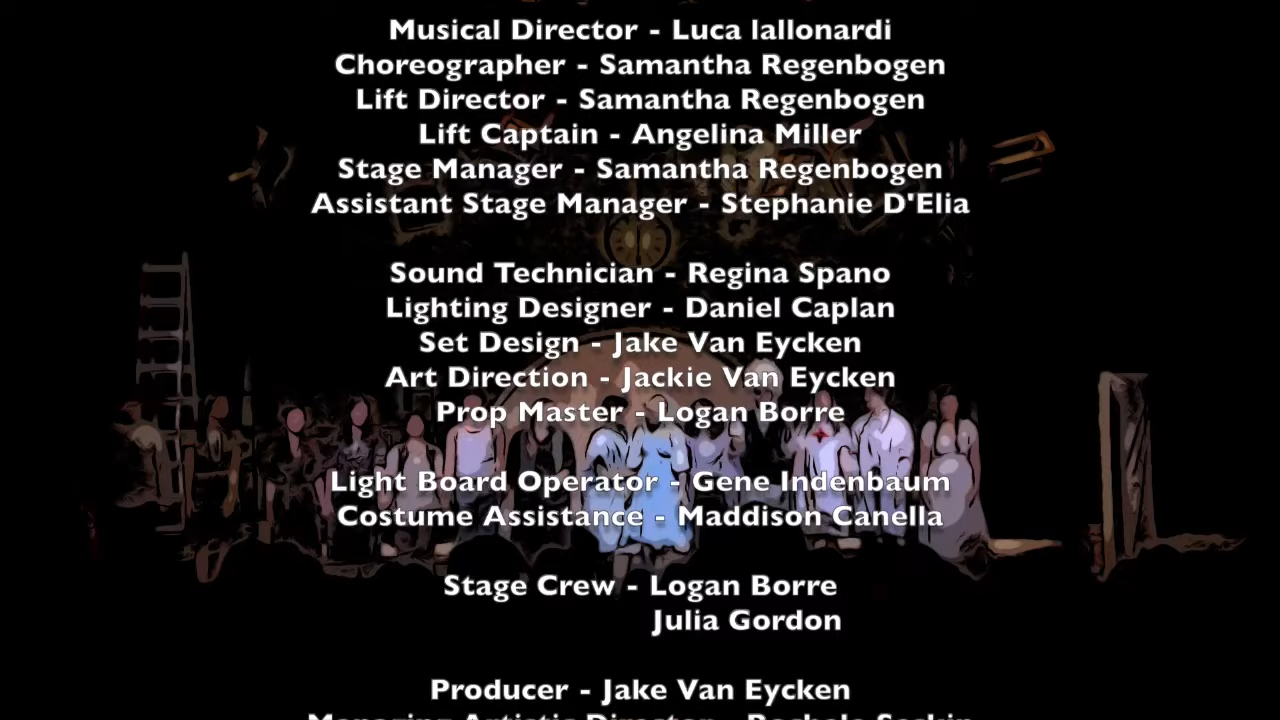 Musical Director - Luca Iallonardi
Choreographer - Samantha Regenbogen
Lift Director - Samantha Regenbogen
Lift Captain - Angelina Miller
Stage Manager - Samantha Regenbogen
Assistant Stage Manager - Stephanie D'Elia
Sound Technician - Regina Spano
Lighting Designer - Daniel Caplan
Set Design - Jake Van Eycken
Art Direction - Jackie Van Eycken
Prop Master - Logan Borre
Light Board Operator - Gene Indenbaum
Costume Assistance - Maddison Canella
Stage Crew - Logan Borre
Julia Gordon
Producer - Jake Van Eycken
Managing Artistic Director -